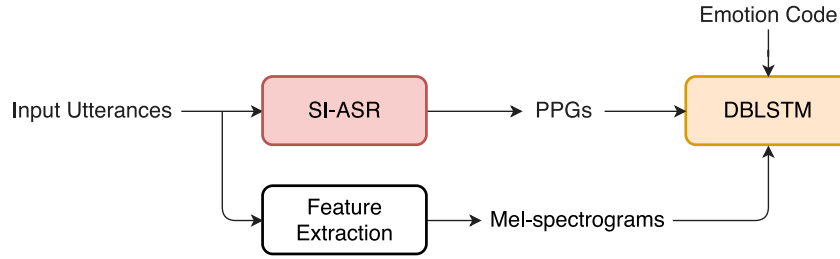 Emotion Code
Input Utterances
SI-ASR
PPGs
DBLSTM
Feature
Extraction
Mel-spectrograms